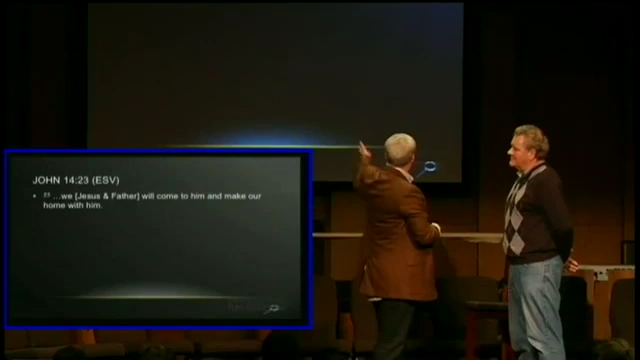 JOHN 14:23 (ESV)
• 23 ...we [Jesus & Father] will come to him and make our
home with him.